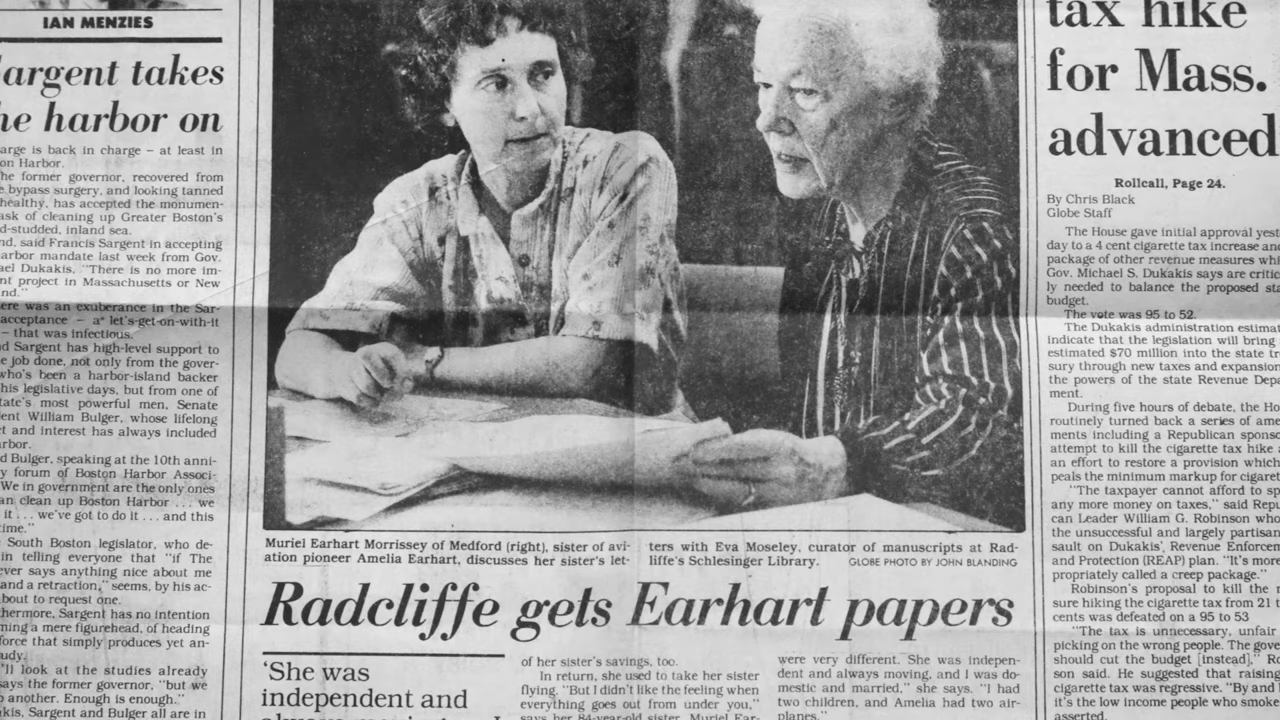 IAN MENZIES
argent takes
he harbor on
arge is back in charge – at least in
on Harbor.
he former governor, recovered from
bypass surgery, and looking tanned
healthy, has accepted the monumen-
ask of cleaning up Greater Boston's
d-studded, inland sea.
nd, said Francis Sargent in accepting
arbor mandate last week from Gov.
ael Dukakis, "There is no more im-
nt project in Massachusetts or New
nd."
ere was an exuberance in the Sar-
acceptance – a let's-get-on-with-it
– that was infectious.
d Sargent has high-level support to
e job done, not only from the gover-
who's been a harbor-island backer
his legislative days, but from one of
tate's most powerful men, Senate
ent William Bulger, whose lifelong
ct and interest has always included
arbor.
d Bulger, speaking at the 10th anni-
y forum of Boston Harbor Associ-
We in government are the only ones
an clean up Boston Harbor . . . we
it . . . we've got to do it . . . and this
time."
South Boston legislator, who de-
in telling everyone that "if The
ever says anything nice about me
and a retraction," seems, by his ac-
bout to request one.
thermore, Sargent has no intention
ming a mere figurehead, of heading
force that simply produces yet an-
udy.
'll look at the studies already
says the former governor, "but we
o another. Enough is enough."
akis, Sargent and Bulger all are in
Muriel Earhart Morrissey of Medford (right), sister of avi-
ation pioneer Amelia Earhart, discusses her sister's let-
ters with Eva Moseley, curator of manuscripts at Rad-
cliffe's Schlesinger Library.
GLOBE PHOTO BY JOHN BLANDING
Radcliffe gets Earhart papers
'She was
independent and
of her sister's savings, too.
In return, she used to take her sister
flying. "But I didn't like the feeling when
everything goes out from under you,"
says her 84-year-old sister, Muriel Ear-
were very different. She was indepen-
dent and always moving, and I was do-
mestic and married," she says. "I had
two children, and Amelia had two air-
planes."
tax hike
for Mass.
advanced
Rollcall, Page 24.
By Chris Black
Globe Staff
The House gave initial approval yest
day to a 4 cent cigarette tax increase and
package of other revenue measures whi
Gov. Michael S. Dukakis says are critic
ly needed to balance the proposed sta
budget.
The vote was 95 to 52.
The Dukakis administration estimat
indicate that the legislation will bring
estimated $70 million into the state tr
sury through new taxes and expansion
the powers of the state Revenue Depa
ment.
During five hours of debate, the Ho
routinely turned back a series of ame
ments including a Republican sponso
attempt to kill the cigarette tax hike
an effort to restore a provision which
peals the minimum markup for cigaret
"The taxpayer cannot afford to sp
any more money on taxes," said Repu
can Leader William G. Robinson who
the unsuccessful and largely partisan
sault on Dukakis' Revenue Enforcem
and Protection (REAP) plan. "It's more
propriately called a creep package."
Robinson's proposal to kill the
sure hiking the cigarette tax from 21 t
cents was defeated on a 95 to 53
"The tax is unnecessary, unfair
picking on the wrong people. The gove
should cut the budget [instead]," Ro
son said. He suggested that raising
cigarette tax was regressive. "By and l
it's the low income people who smoke
asserted.